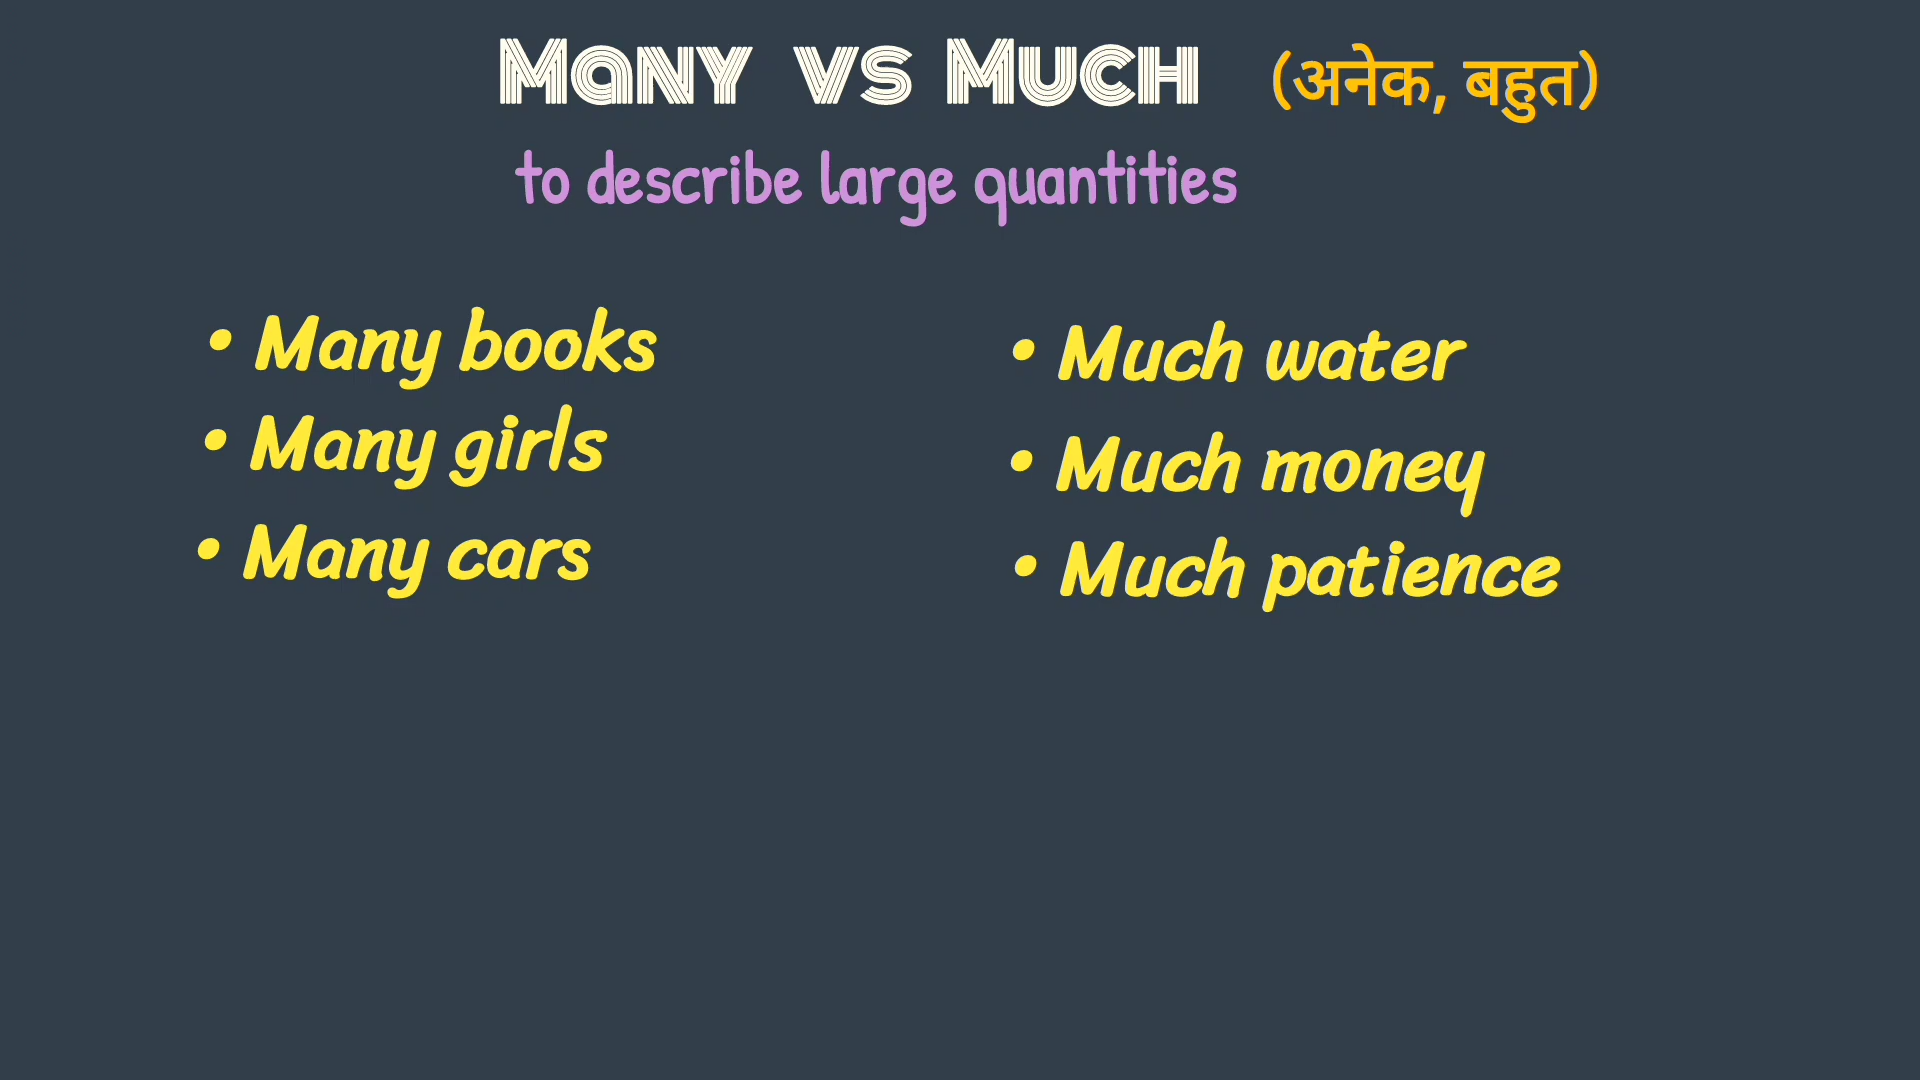 Many vs Much (अनेक, बहुत)
to describe large quantities
• Many books
• Many girls
• Many cars
• Much water
• Much money
• Much patience